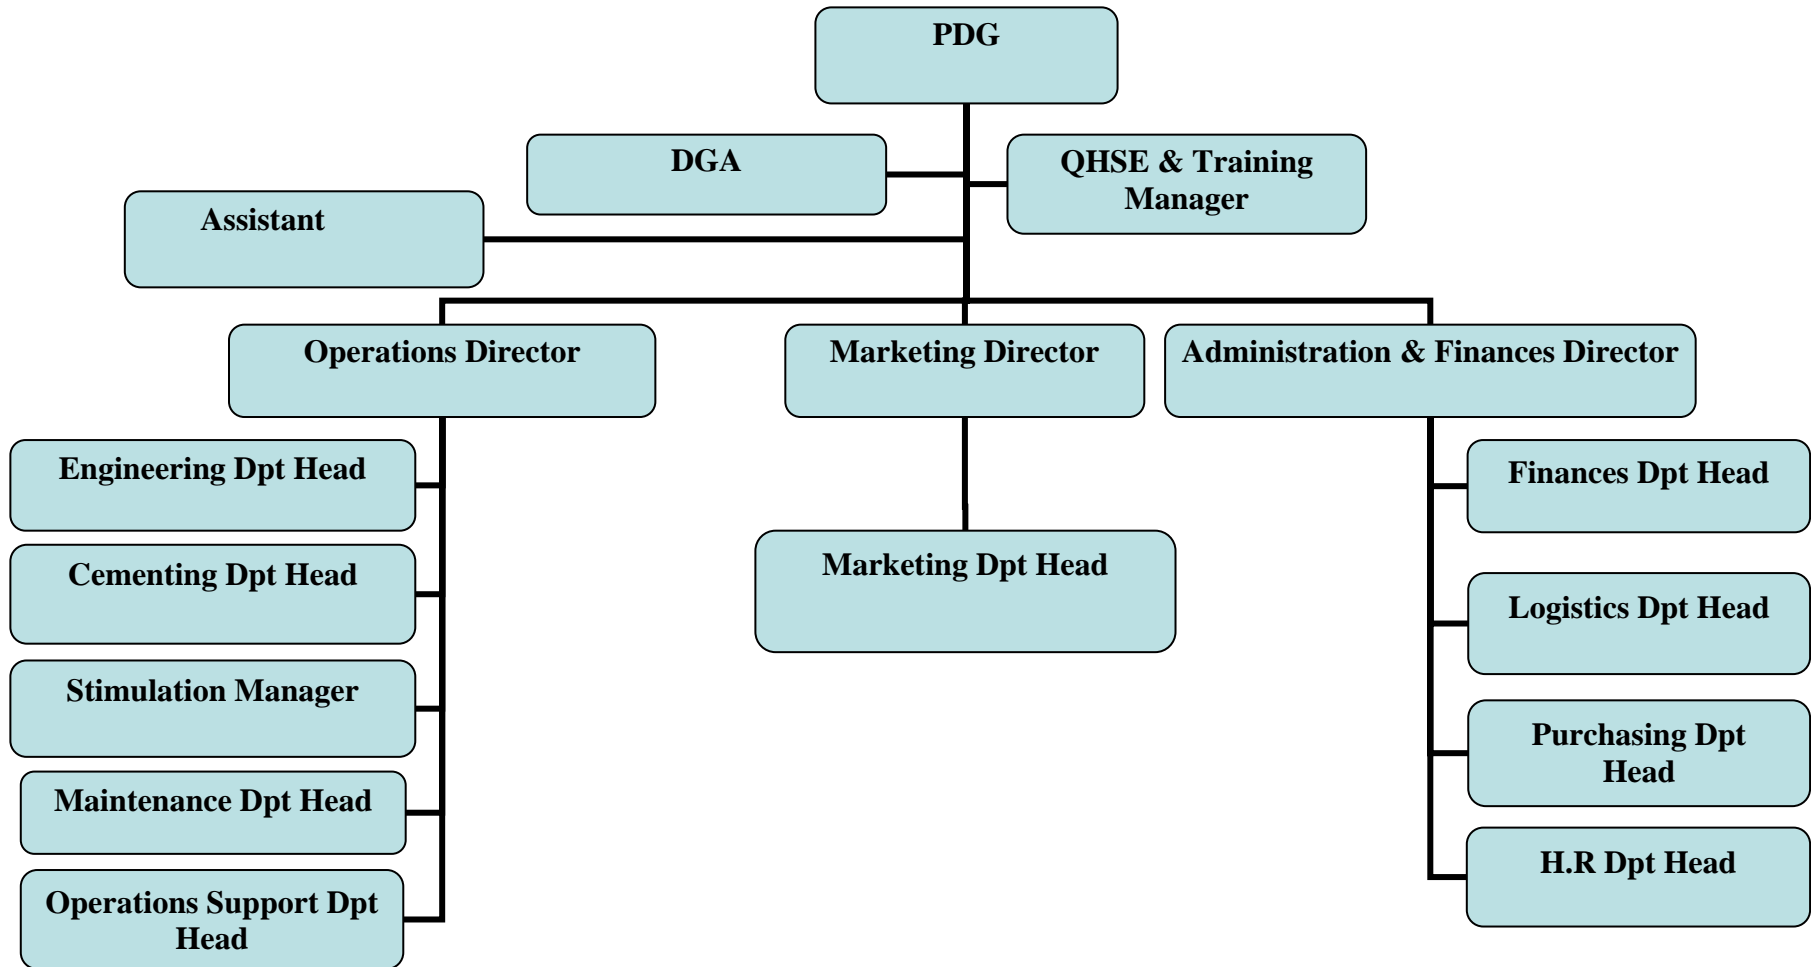 PDG
DGA
QHSE & Training
Manager
Assistant
Operations Director
Marketing Director
Administration & Finances Director
Engineering Dpt Head
Cementing Dpt Head
Stimulation Manager
Maintenance Dpt Head
Operations Support Dpt
Head
Marketing Dpt Head
Finances Dpt Head
Logistics Dpt Head
Purchasing Dpt
Head
H.R Dpt Head